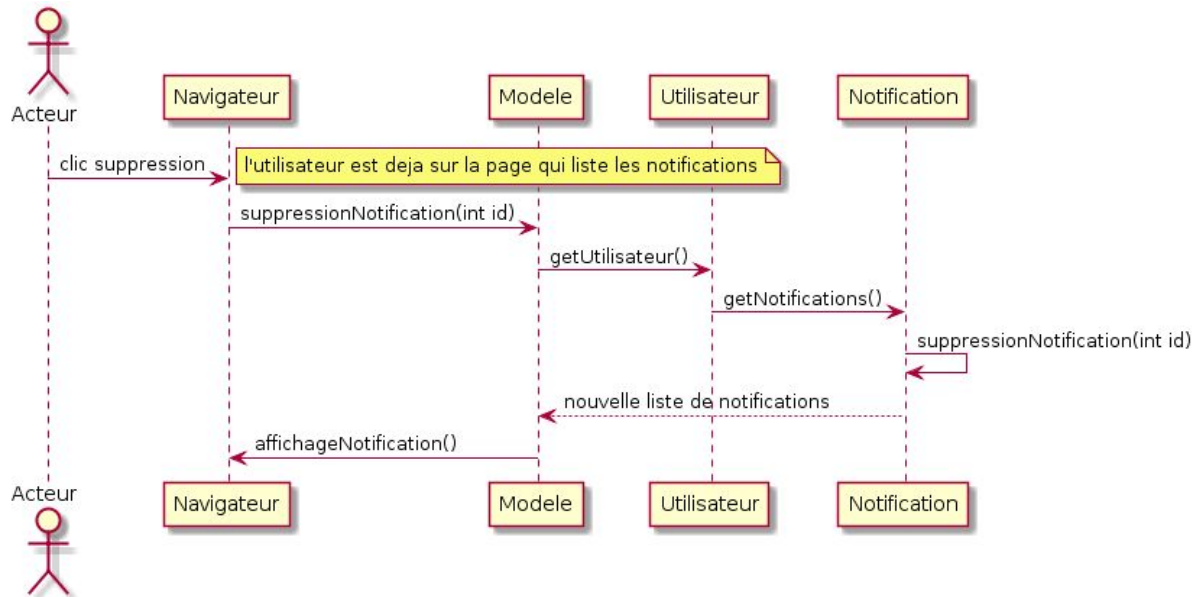 Acteur
Navigateur
Modele
Utilisateur
Notification
clic suppression
l'utilisateur est deja sur la page qui liste les notifications
suppressionNotification(int id)
getUtilisateur()
getNotifications()
suppressionNotification(int id)
nouvelle liste de notifications
affichageNotification()
Acteur
Navigateur
Modele
Utilisateur
Notification